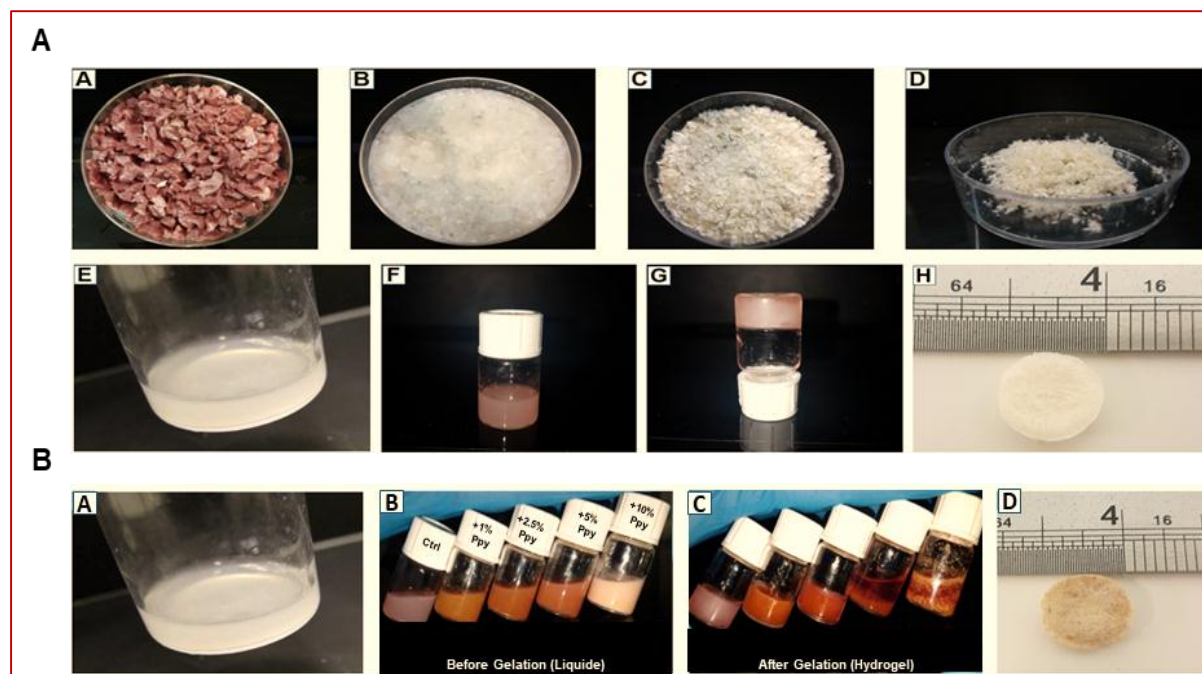 A
A
B
C
D
E
F
G
H
64
4
16
B
A
B
Ctrl
+1%
Ppy
+2.5%
Ppy
+5%
Ppy
+10%
Ppy
Before Gelation (Liquide)
C
After Gelation (Hydrogel)
D
64
4
16